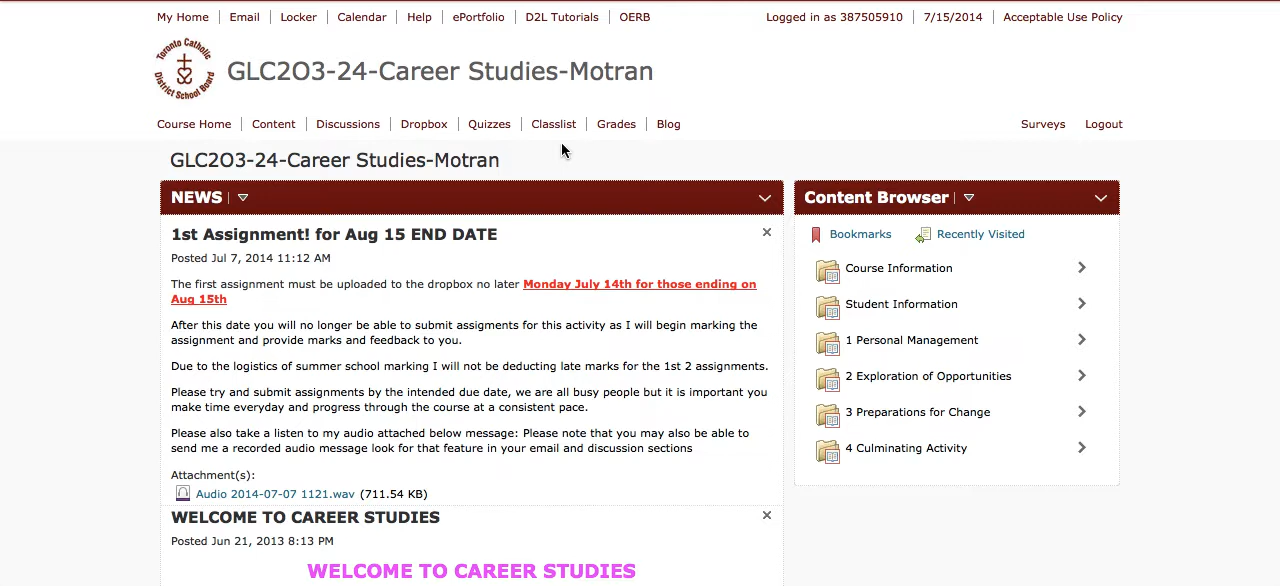 My Home Email Locker Calendar Help ePortfolio D2L Tutorials OERB Logged in as 387505910 7/15/2014 Acceptable Use Policy
Toronto Catholic
District School Board
GLC2O3-24-Career Studies-Motran
Course Home Content Discussions Dropbox Quizzes Classlist Grades Blog Surveys Logout
GLC2O3-24-Career Studies-Motran
NEWS
1st Assignment! for Aug 15 END DATE
Posted Jul 7, 2014 11:12 AM
The first assignment must be uploaded to the dropbox no later Monday July 14th for those ending on
Aug 15th
After this date you will no longer be able to submit assigments for this activity as I will begin marking the
assignment and provide marks and feedback to you.
Due to the logistics of summer school marking I will not be deducting late marks for the 1st 2 assignments.
Please try and submit assignments by the intended due date, we are all busy people but it is important you
make time everyday and progress through the course at a consistent pace.
Please also take a listen to my audio attached below message: Please note that you may also be able to
send me a recorded audio message look for that feature in your email and discussion sections
Attachment(s):
Audio 2014-07-07 1121.wav (711.54 KB)
WELCOME TO CAREER STUDIES
Posted Jun 21, 2013 8:13 PM
WELCOME TO CAREER STUDIES
Content Browser
Bookmarks Recently Visited
Course Information
Student Information
1 Personal Management
2 Exploration of Opportunities
3 Preparations for Change
4 Culminating Activity